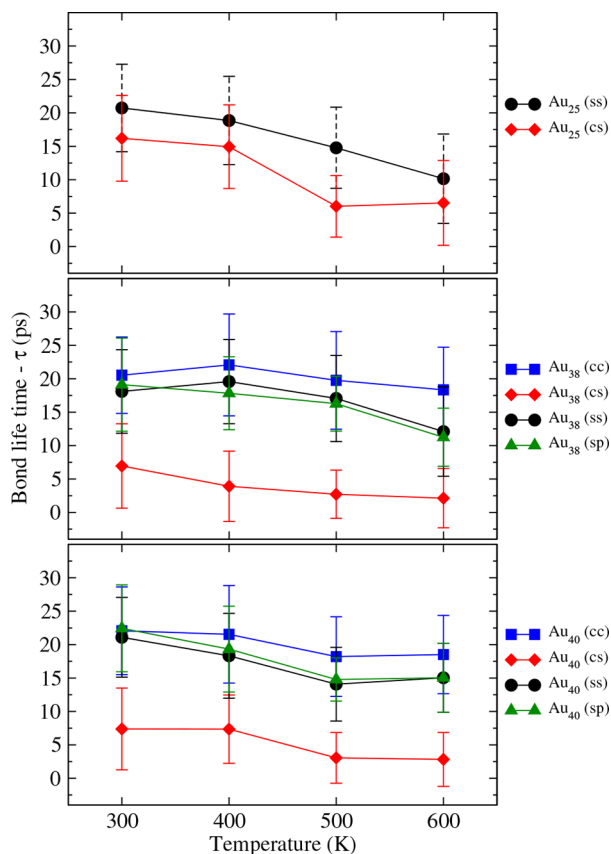 30
25
20
15
10
5
0
Au25 (ss)
Au25 (cs)
30
25
20
15
10
5
0
Au38 (cc)
Au38 (cs)
Au38 (ss)
Au38 (sp)
30
25
20
15
10
5
0
Au40 (cc)
Au40 (cs)
Au40 (ss)
Au40 (sp)
Bond life time - τ (ps)
300 400 500 600
Temperature (K)